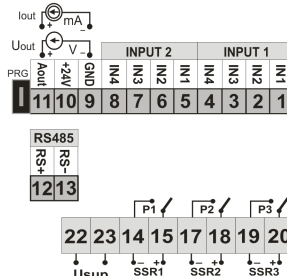 Iout
mA
+ -
Uout
V
+ -
INPUT 2 INPUT 1
PRG Aout +24V GND IN4 IN3 IN2 IN1 IN4 IN3 IN2 IN1
11 10 9 8 7 6 5 4 3 2 1
RS485
RS+ RS-
12 13
P1 P2 P3
22 23 14 15 17 18 19 20
- + - + - +
Usup SSR1 SSR2 SSR3